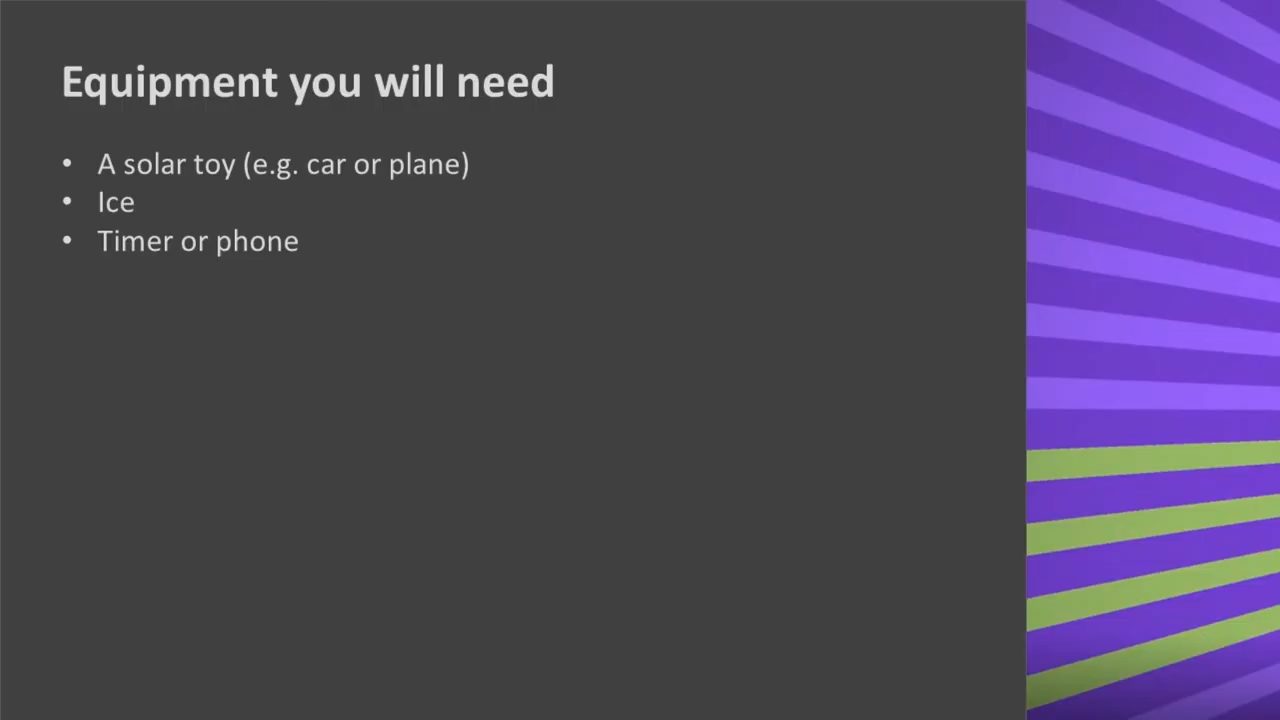 Equipment you will need
• A solar toy (e.g. car or plane)
• Ice
• Timer or phone